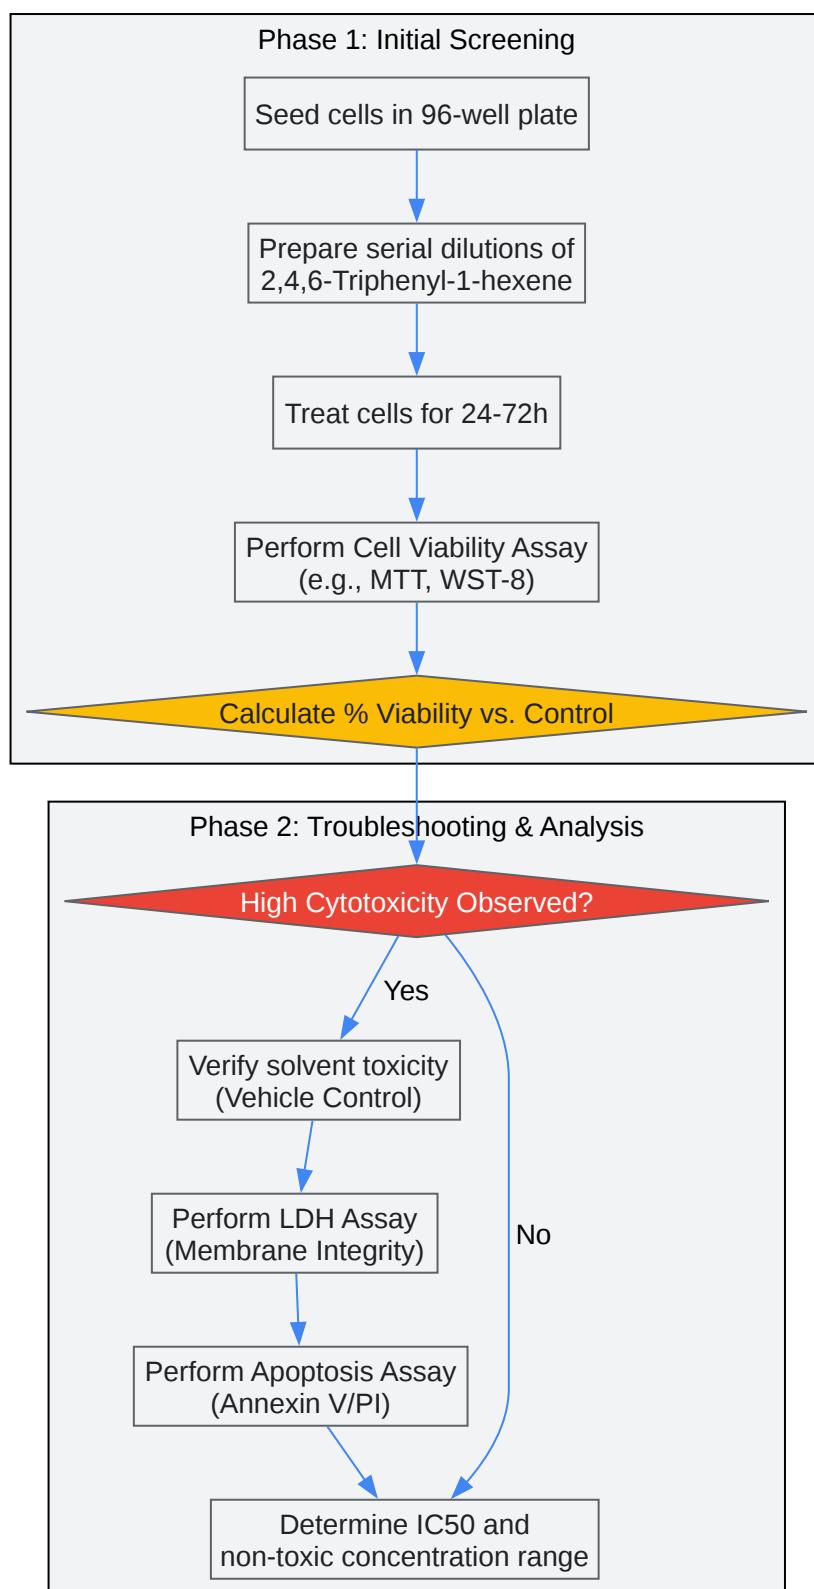 Phase 1: Initial Screening
Seed cells in 96-well plate
Prepare serial dilutions of
2,4,6-Triphenyl-1-hexene
Treat cells for 24-72h
Perform Cell Viability Assay
(e.g., MTT, WST-8)
Calculate % Viability vs. Control
Phase 2: Troubleshooting & Analysis
High Cytotoxicity Observed?
Yes
Verify solvent toxicity
(Vehicle Control)
Perform LDH Assay
(Membrane Integrity)
No
Perform Apoptosis Assay
(Annexin V/PI)
Determine IC50 and
non-toxic concentration range